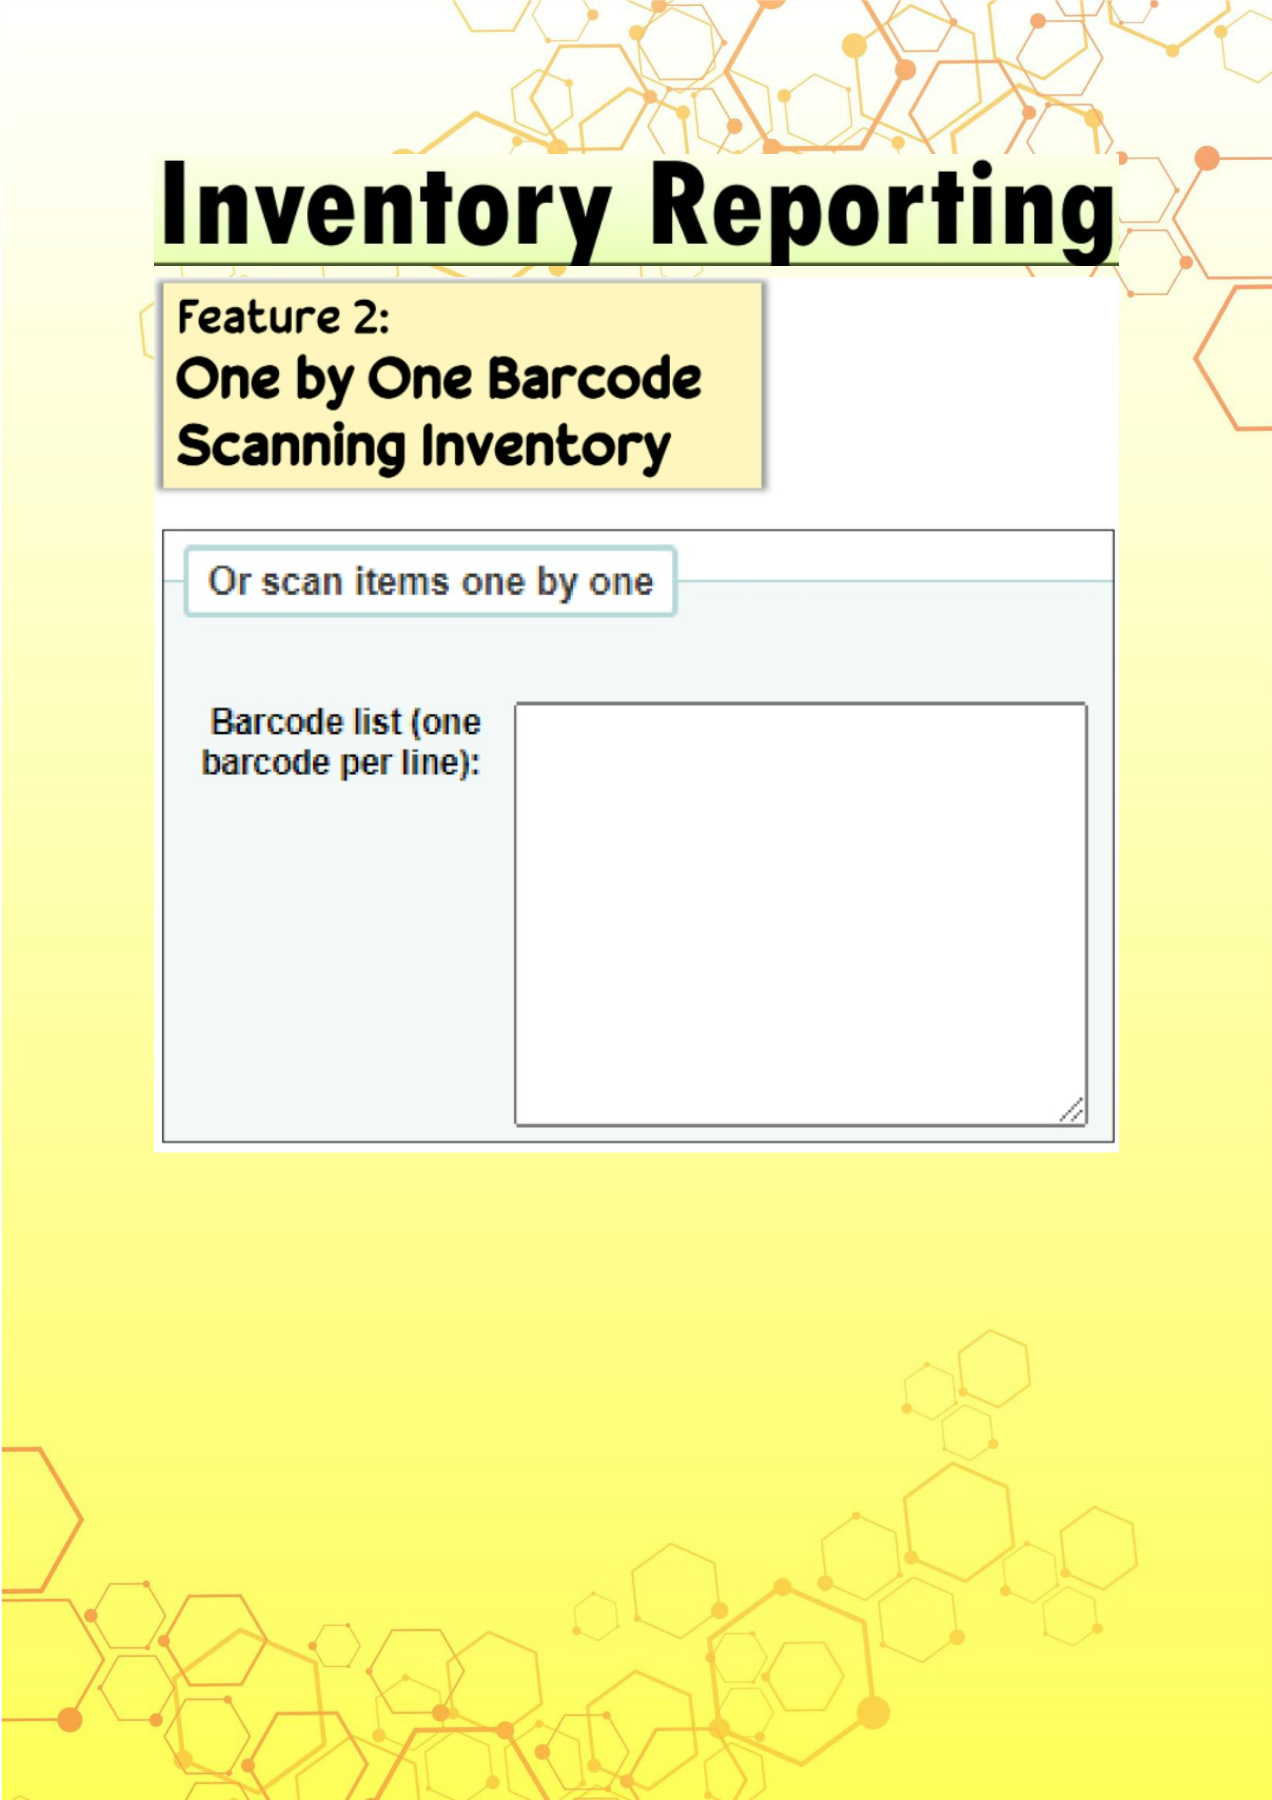 Inventory Reporting
Feature 2:
One by One Barcode
Scanning Inventory
Or scan items one by one
Barcode list (one
barcode per line):